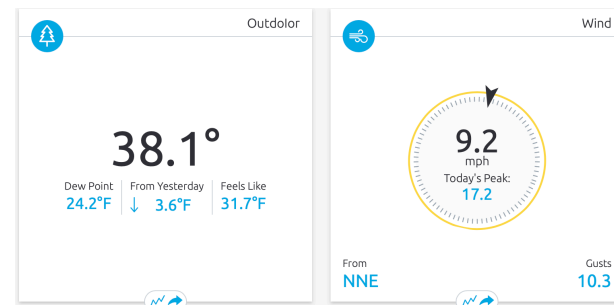 Outdolor
38.1°
Dew Point
24.2°F
From Yesterday
↓ 3.6°F
Feels Like
31.7°F
Wind
9.2
mph
Today's Peak:
17.2
From
NNE
Gusts
10.3